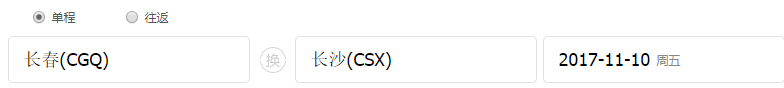 单程 往返
长春(CGQ) 换 长沙(CSX) 2017-11-10 周五